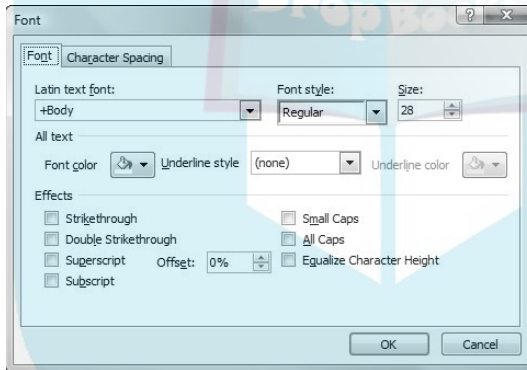 Drop Bo
Font
Font Character Spacing
Latin text font: Font style: Size:
+Body Regular 28
All text
Font color Underline style (none) Underline color
Effects
Strikethrough Small Caps
Double Strikethrough All Caps
Superscript Offset: 0% Equalize Character Height
Subscript
OK Cancel